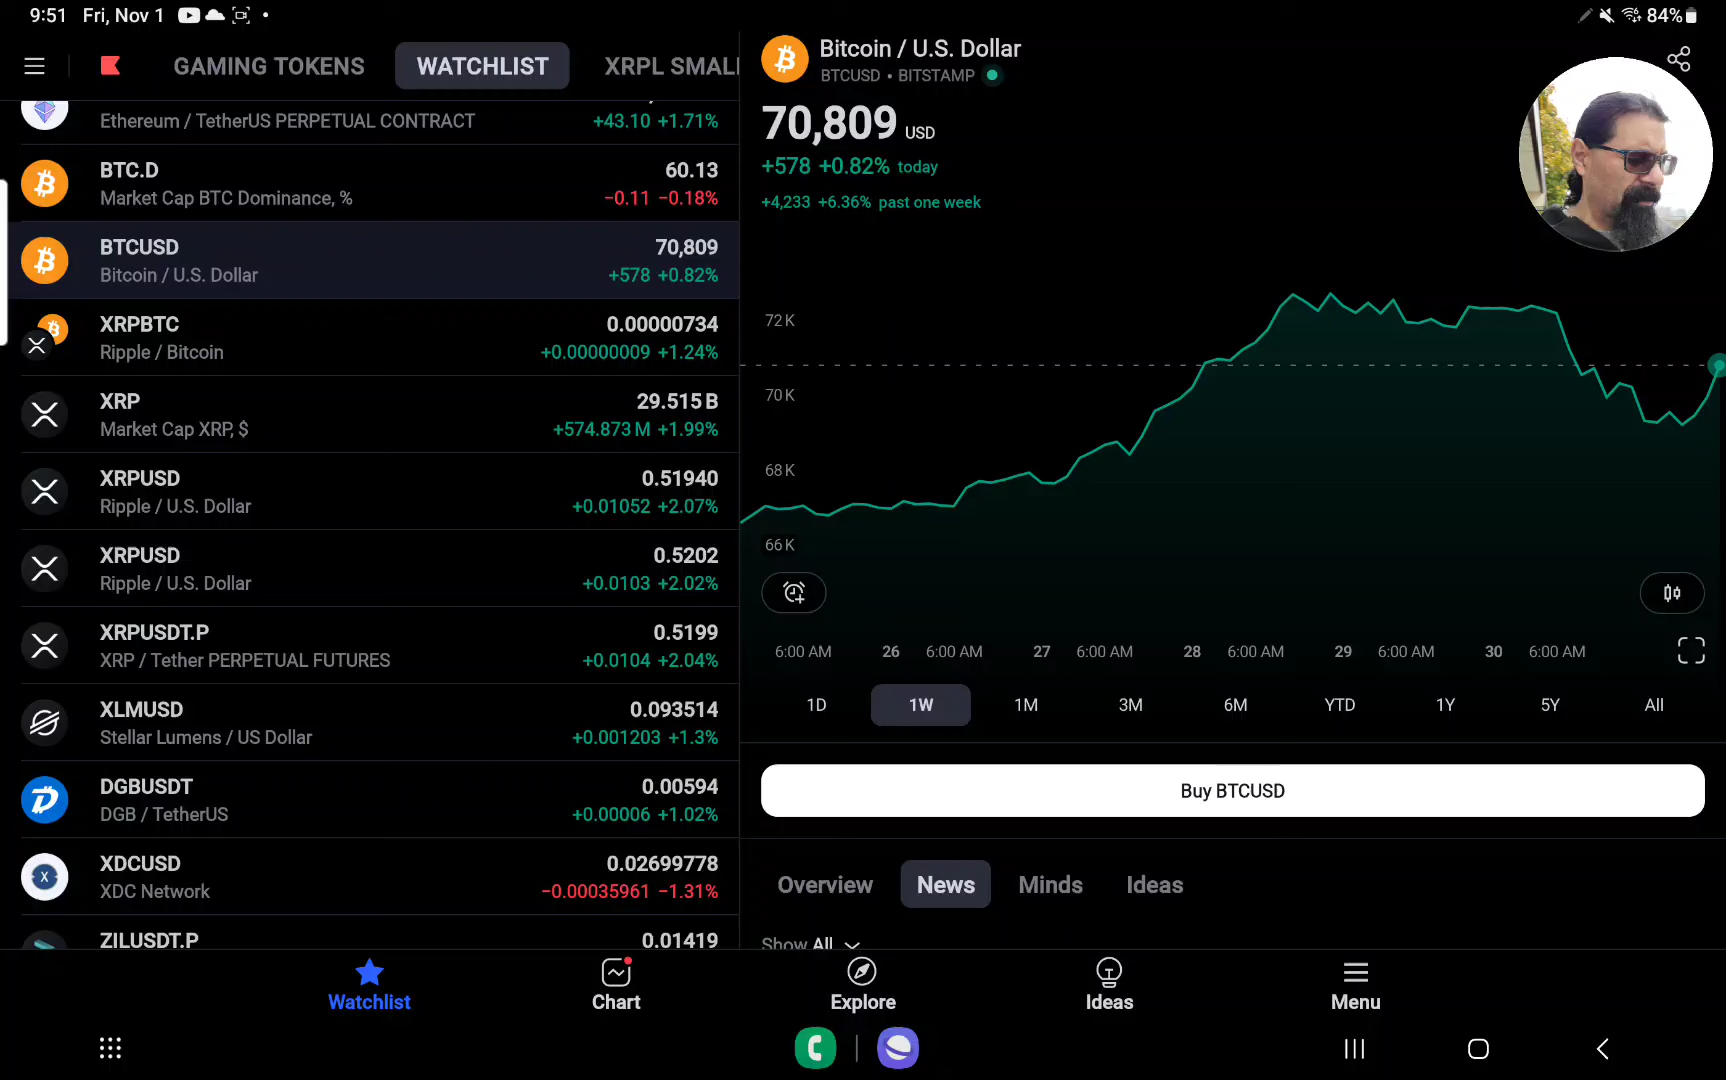 9:51 Fri, Nov 1
84%
GAMING TOKENS WATCHLIST XRPL SMAL
Ethereum / TetherUS PERPETUAL CONTRACT +43.10 +1.71%
BTC.D 60.13
Market Cap BTC Dominance, % −0.11 −0.18%
BTCUSD 70,809
Bitcoin / U.S. Dollar +578 +0.82%
XRPBTC 0.00000734
Ripple / Bitcoin +0.00000009 +1.24%
XRP 29.515 B
Market Cap XRP, $ +574.873 M +1.99%
XRPUSD 0.51940
Ripple / U.S. Dollar +0.01052 +2.07%
XRPUSD 0.5202
Ripple / U.S. Dollar +0.0103 +2.02%
XRPUSDT.P 0.5199
XRP / Tether PERPETUAL FUTURES +0.0104 +2.04%
XLMUSD 0.093514
Stellar Lumens / US Dollar +0.001203 +1.3%
DGBUSDT 0.00594
DGB / TetherUS +0.00006 +1.02%
XDCUSD 0.02699778
XDC Network −0.00035961 −1.31%
ZILUSDT.P 0.01419
Bitcoin / U.S. Dollar
BTCUSD • BITSTAMP
70,809 USD
+578 +0.82% today
+4,233 +6.36% past one week
72 K
70 K
68 K
66 K
6:00 AM 26 6:00 AM 27 6:00 AM 28 6:00 AM 29 6:00 AM 30 6:00 AM
1D 1W 1M 3M 6M YTD 1Y 5Y All
Buy BTCUSD
Overview News Minds Ideas
Show All
Watchlist Chart Explore Ideas Menu